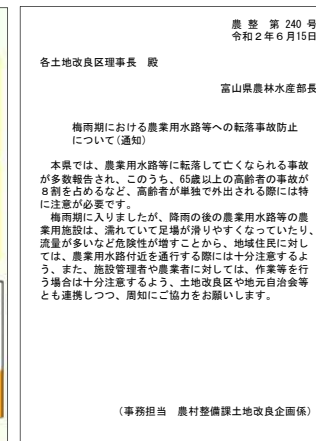 農 整 第 240 号
令和２年６月15日
各土地改良区理事長　殿
富山県農林水産部長
梅雨期における農業用水路等への転落事故防止
について(通知)
　本県では、農業用水路等に転落して亡くなられる事故
が多数報告され、このうち、65歳以上の高齢者の事故が
８割を占めるなど、高齢者が単独で外出される際には特
に注意が必要です。
　梅雨期に入りましたが、降雨の後の農業用水路等の農
業用施設は、濡れていて足場が滑りやすくなっていたり、
流量が多いなど危険性が増すことから、地域住民に対し
ては、農業用水路付近を通行する際には十分注意するよ
う、また、施設管理者や農業者に対しては、作業等を行
う場合は十分注意するよう、土地改良区や地元自治会等
とも連携しつつ、周知にご協力をお願いします。
(事務担当　農村整備課土地改良企画係)